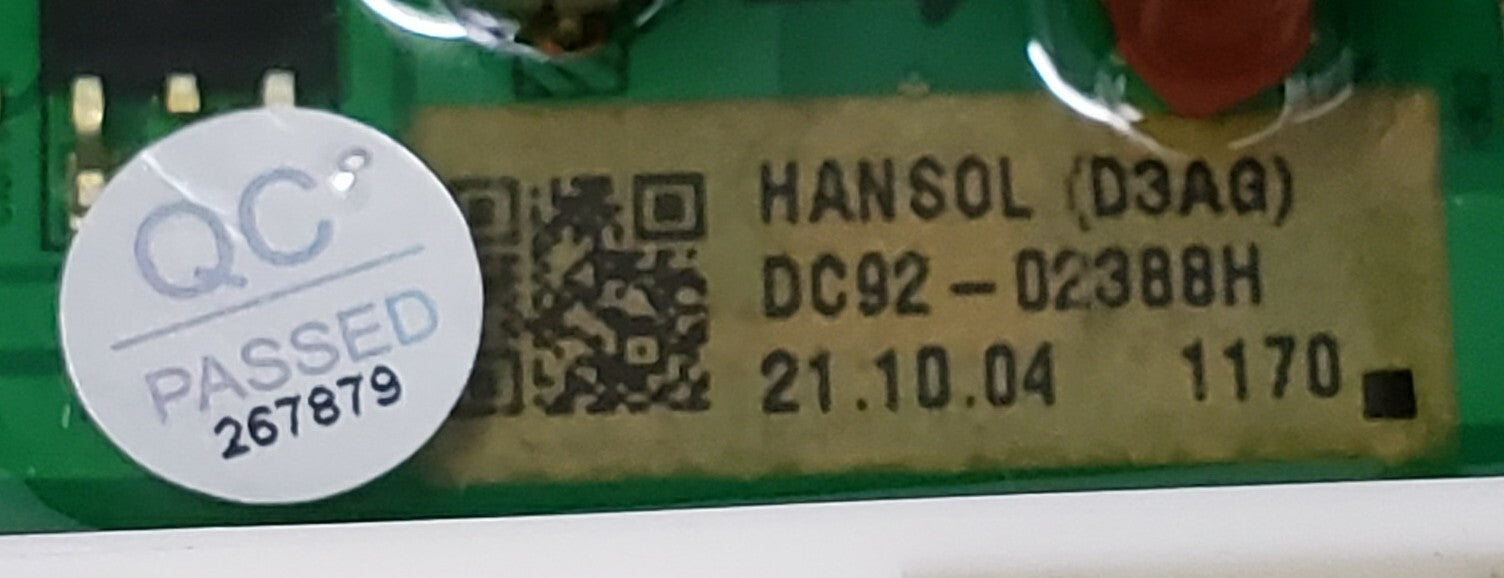 QC
PASSED
267879
HANSOL (D3AG)
DC92-02388H
21.10.04 1170